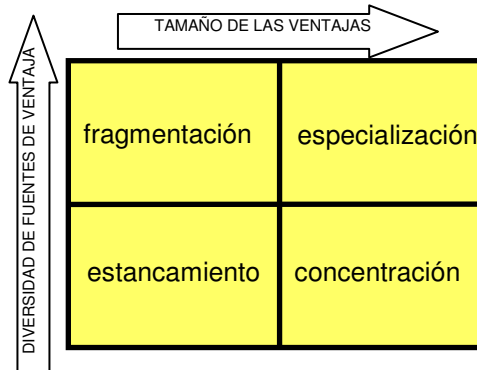 TAMAÑO DE LAS VENTAJAS
DIVERSIDAD DE FUENTES DE VENTAJA
fragmentación
especialización
estancamiento
concentración